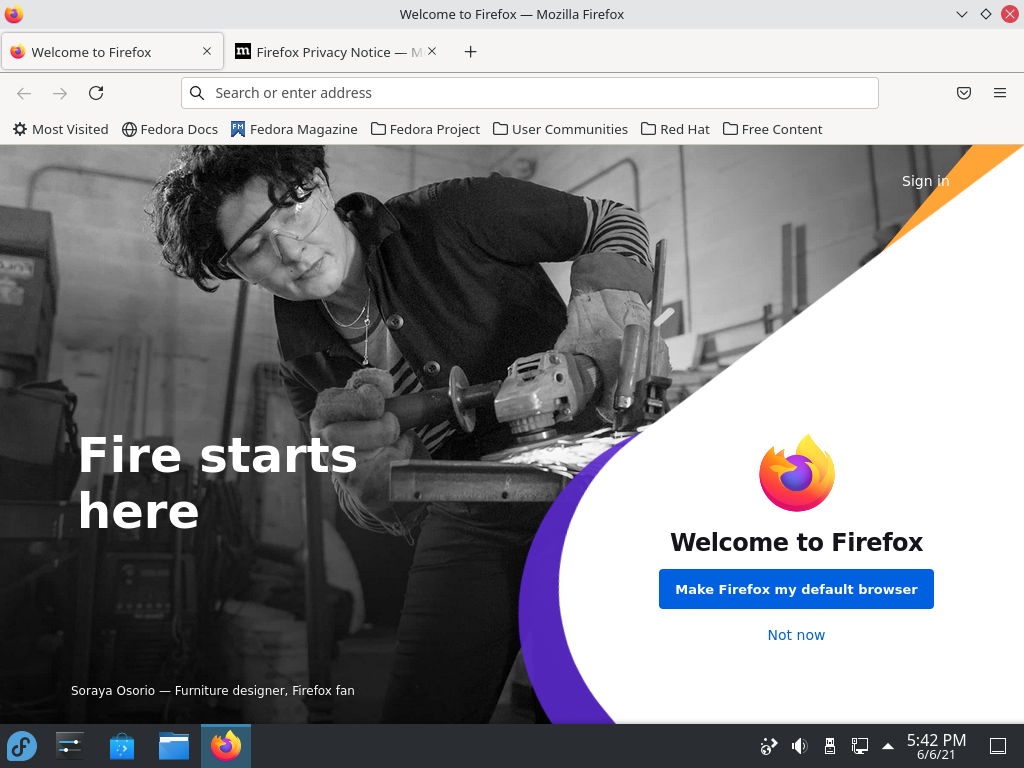 Welcome to Firefox — Mozilla Firefox
Welcome to Firefox
Firefox Privacy Notice — M
Search or enter address
Most Visited
Fedora Docs
FM
Fedora Magazine
Fedora Project
User Communities
Red Hat
Free Content
Sign in
Fire starts
here
Welcome to Firefox
Make Firefox my default browser
Not now
Soraya Osorio — Furniture designer, Firefox fan
5:42 PM
6/6/21